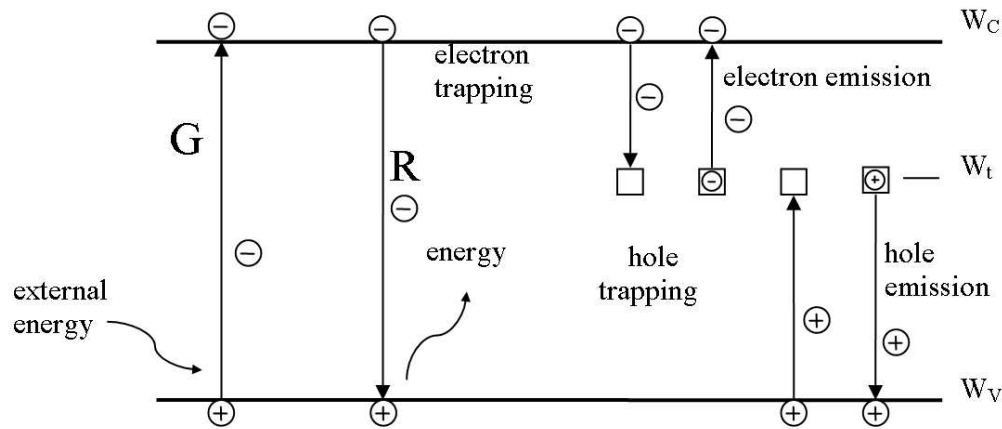 W_C
electron
trapping
electron emission
G
R
W_t
energy
hole
trapping
hole
emission
external
energy
W_V